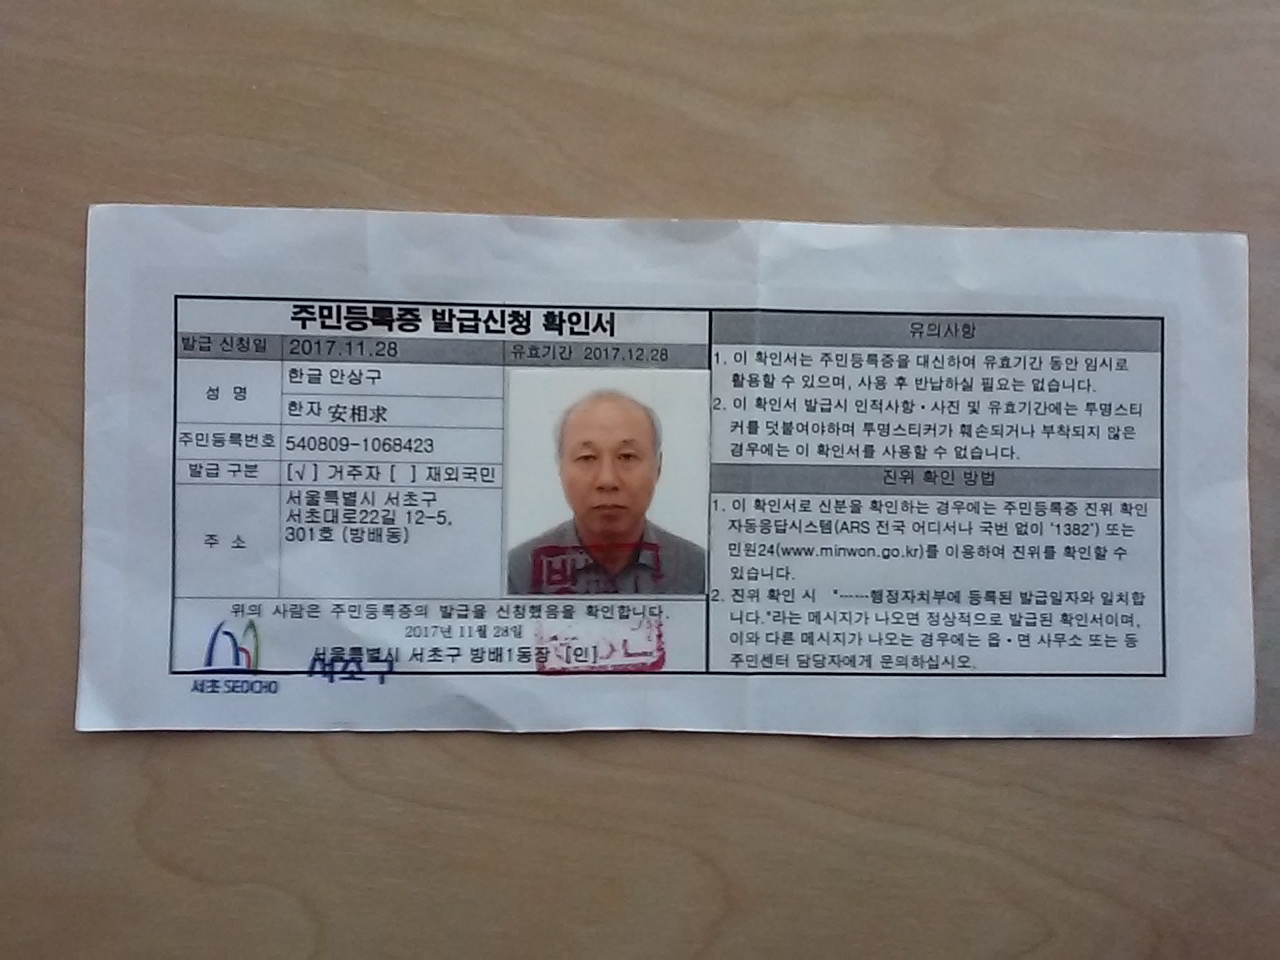 주민등록증 발급신청 확인서
발급 신청일 2017.11.28 유효기간 2017.12.28
성 명 한글 안상구
한자 安相求
주민등록번호 540809-1068423
발급 구분 [√] 거주자 [ ] 재외국민
주 소 서울특별시 서초구
서초대로22길 12-5,
301호 (방배동)
위의 사람은 주민등록증의 발급을 신청했음을 확인합니다.
2017년 11월 28일
서울특별시 서초구 방배1동장 [인]
서초 SEOCHO
서초구
유의사항
1. 이 확인서는 주민등록증을 대신하여 유효기간 동안 임시로
활용할 수 있으며, 사용 후 반납하실 필요는 없습니다.
2. 이 확인서 발급시 인적사항·사진 및 유효기간에는 투명스티
커를 덧붙여야하며 투명스티커가 훼손되거나 부착되지 않은
경우에는 이 확인서를 사용할 수 없습니다.
진위 확인 방법
1. 이 확인서로 신분을 확인하는 경우에는 주민등록증 진위 확인
자동응답시스템(ARS 전국 어디서나 국번 없이 "1382") 또는
민원24(www.minwon.go.kr)를 이용하여 진위를 확인할 수
있습니다.
2. 진위 확인 시 "------행정자치부에 등록된 발급일자와 일치합
니다."라는 메시지가 나오면 정상적으로 발급된 확인서이며,
이와 다른 메시지가 나오는 경우에는 읍·면 사무소 또는 동
주민센터 담당자에게 문의하십시오.